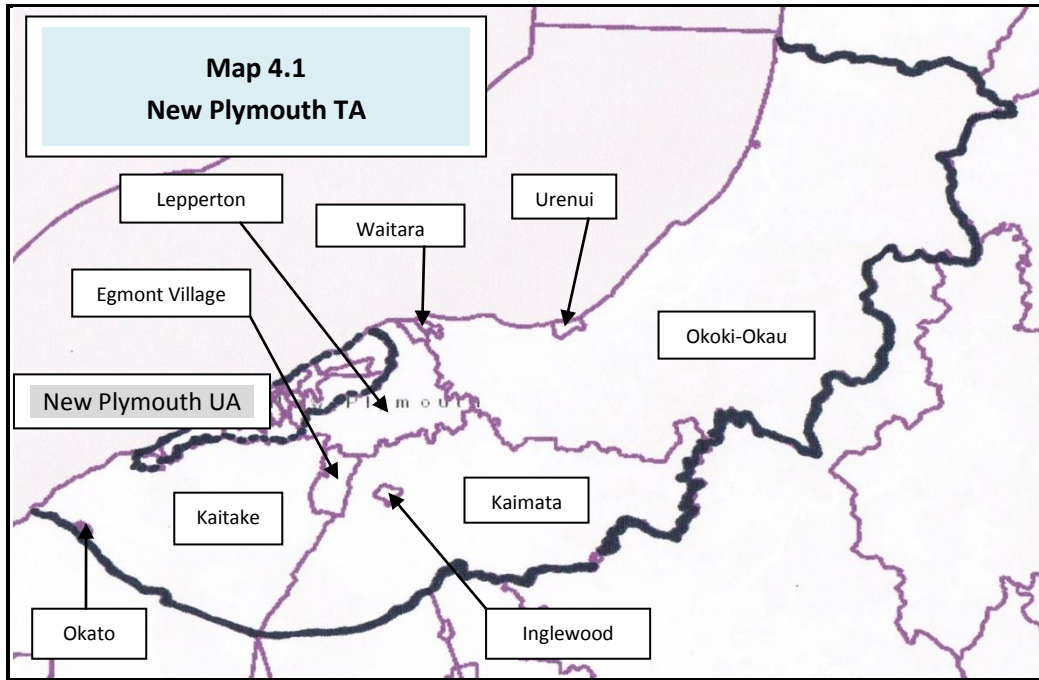 Map 4.1
New Plymouth TA
Lepperton
Urenui
Waitara
Egmont Village
Okoki-Okau
New Plymouth UA
Plymouth
Kaitake
Kaimata
Okato
Inglewood